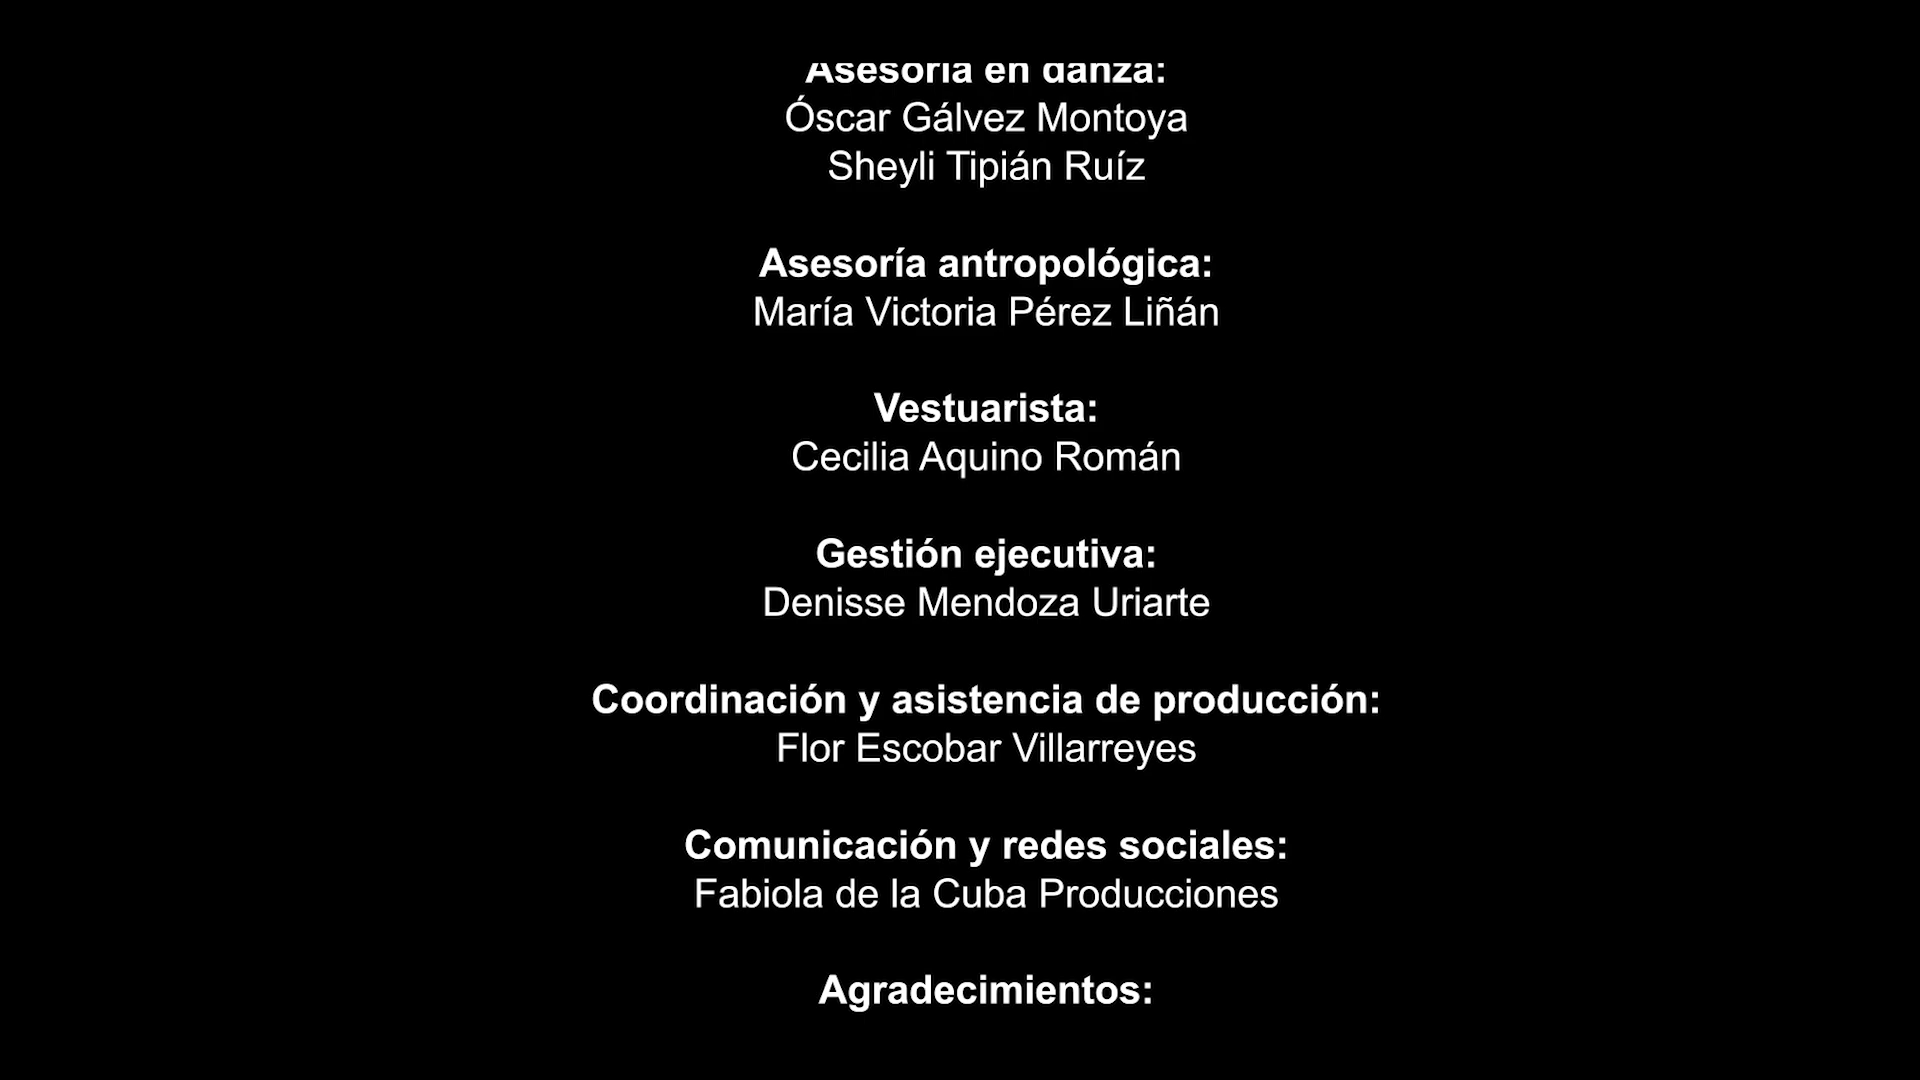 Asesoría en danza:
Óscar Gálvez Montoya
Sheyli Tipián Ruíz
Asesoría antropológica:
María Victoria Pérez Liñán
Vestuarista:
Cecilia Aquino Román
Gestión ejecutiva:
Denisse Mendoza Uriarte
Coordinación y asistencia de producción:
Flor Escobar Villarreyes
Comunicación y redes sociales:
Fabiola de la Cuba Producciones
Agradecimientos: